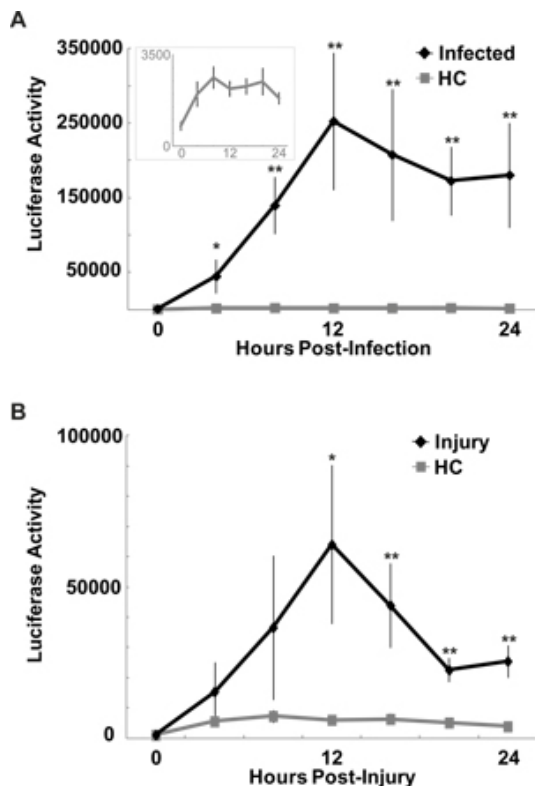 A
350000
250000
150000
50000
Luciferase Activity
3500
0
0 12 24
Infected
HC
*
**
**
**
**
**
0 12 24
Hours Post-Infection
B
100000
50000
0
Luciferase Activity
Injury
HC
*
**
**
**
0 12 24
Hours Post-Injury